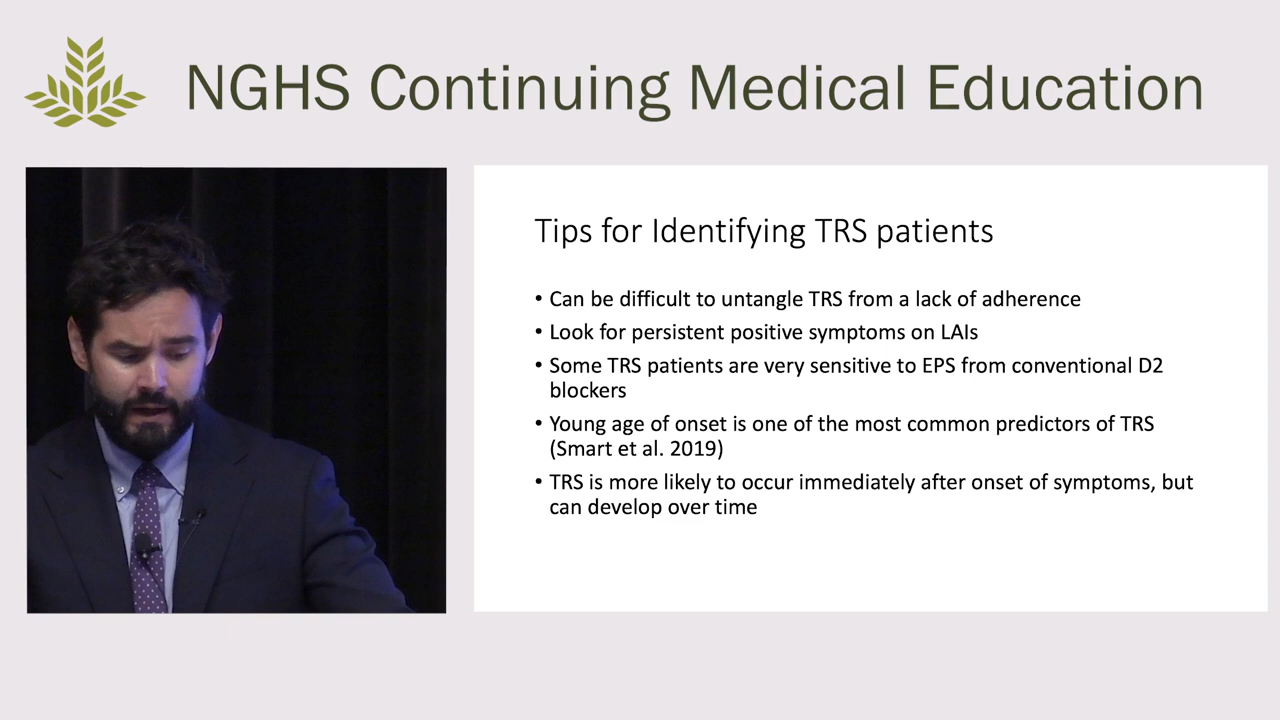 NGHS Continuing Medical Education
Tips for Identifying TRS patients
• Can be difficult to untangle TRS from a lack of adherence
• Look for persistent positive symptoms on LAIs
• Some TRS patients are very sensitive to EPS from conventional D2
blockers
• Young age of onset is one of the most common predictors of TRS
(Smart et al. 2019)
• TRS is more likely to occur immediately after onset of symptoms, but
can develop over time